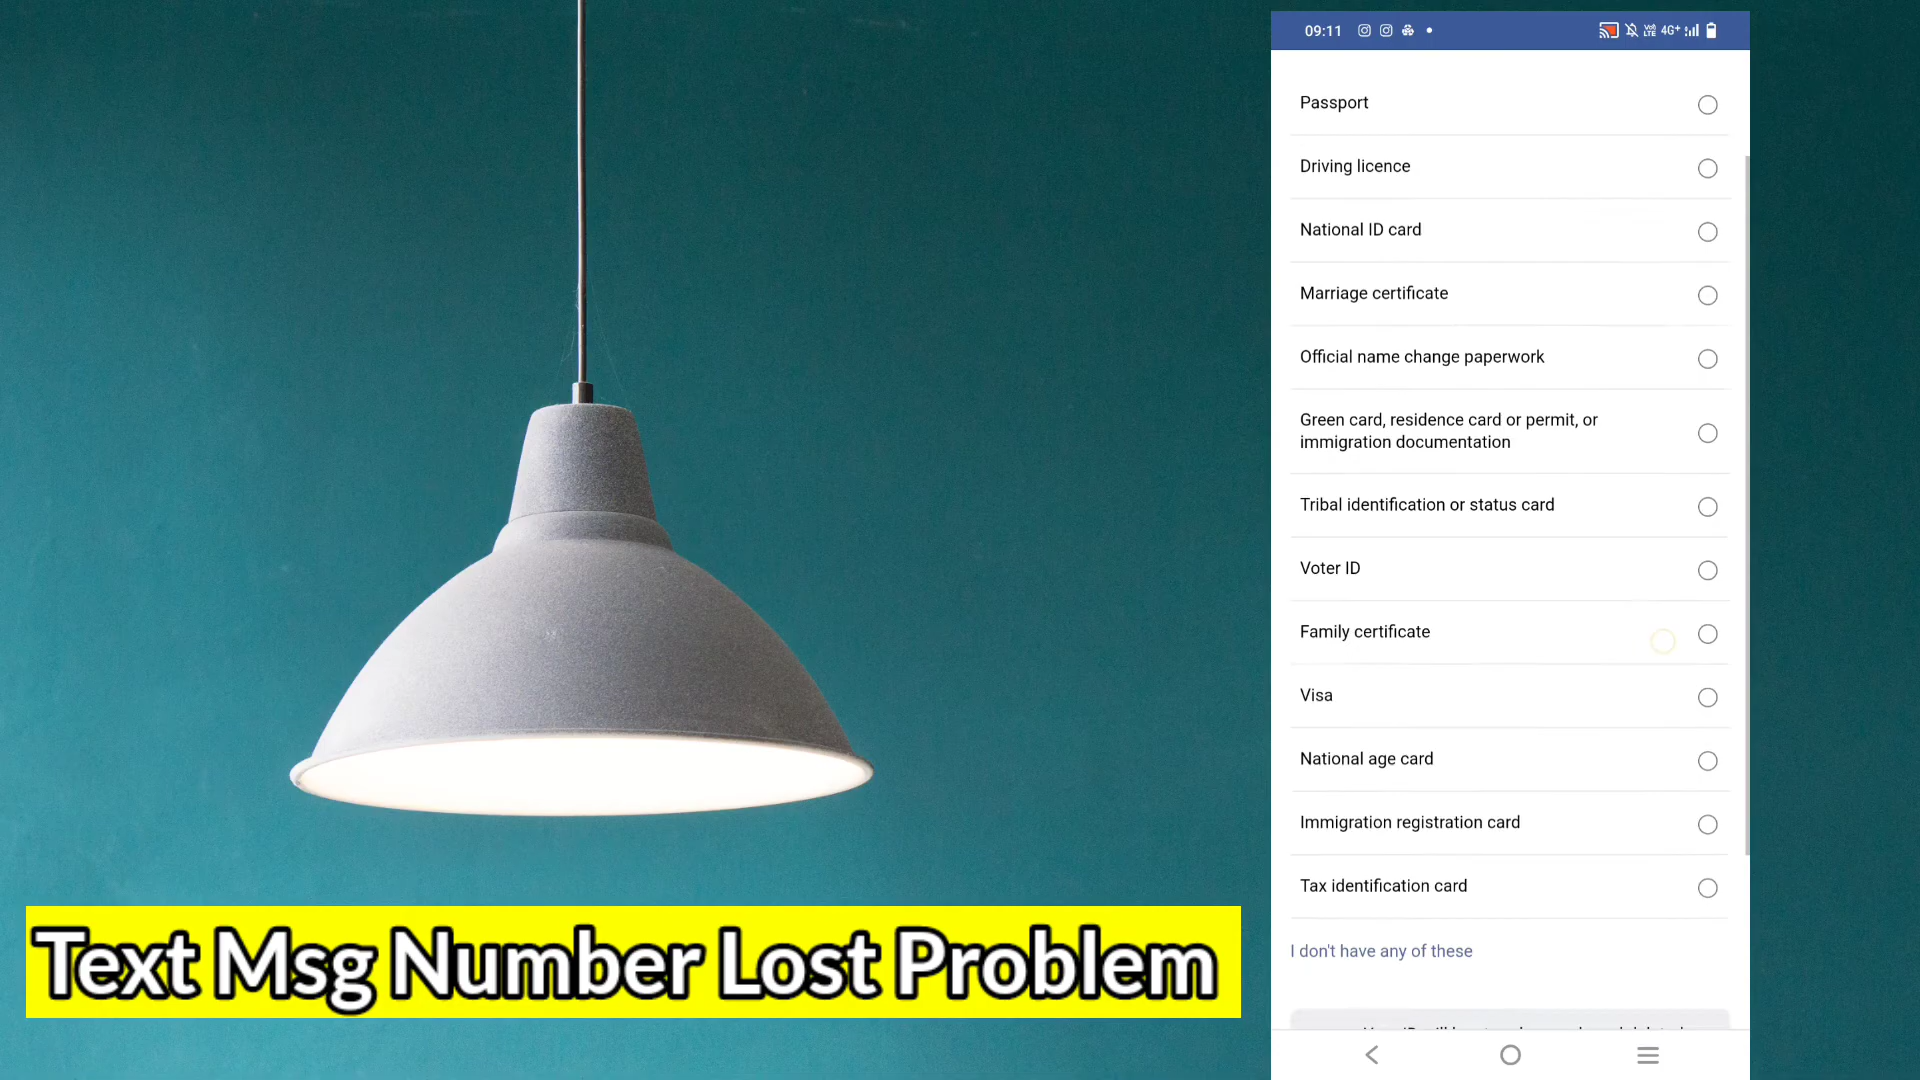 09:11
VoLTE 4G+
Passport
Driving licence
National ID card
Marriage certificate
Official name change paperwork
Green card, residence card or permit, or
immigration documentation
Tribal identification or status card
Voter ID
Family certificate
Visa
National age card
Immigration registration card
Tax identification card
I don't have any of these
Text Msg Number Lost Problem